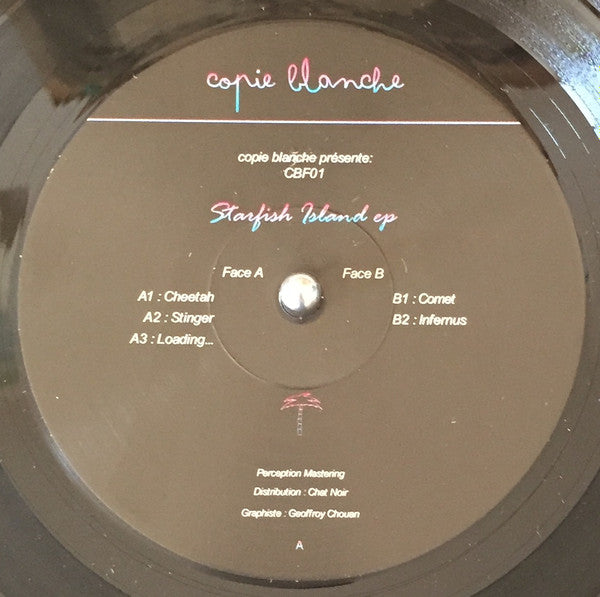 copie blanche
copie blanche présente:
CBF01
Starfish Island ep
Face A Face B
A1 : Cheetah B1 : Comet
A2 : Stinger B2 : Infernus
A3 : Loading...
Perception Mastering
Distribution : Chat Noir
Graphiste : Geoffroy Chouan
A